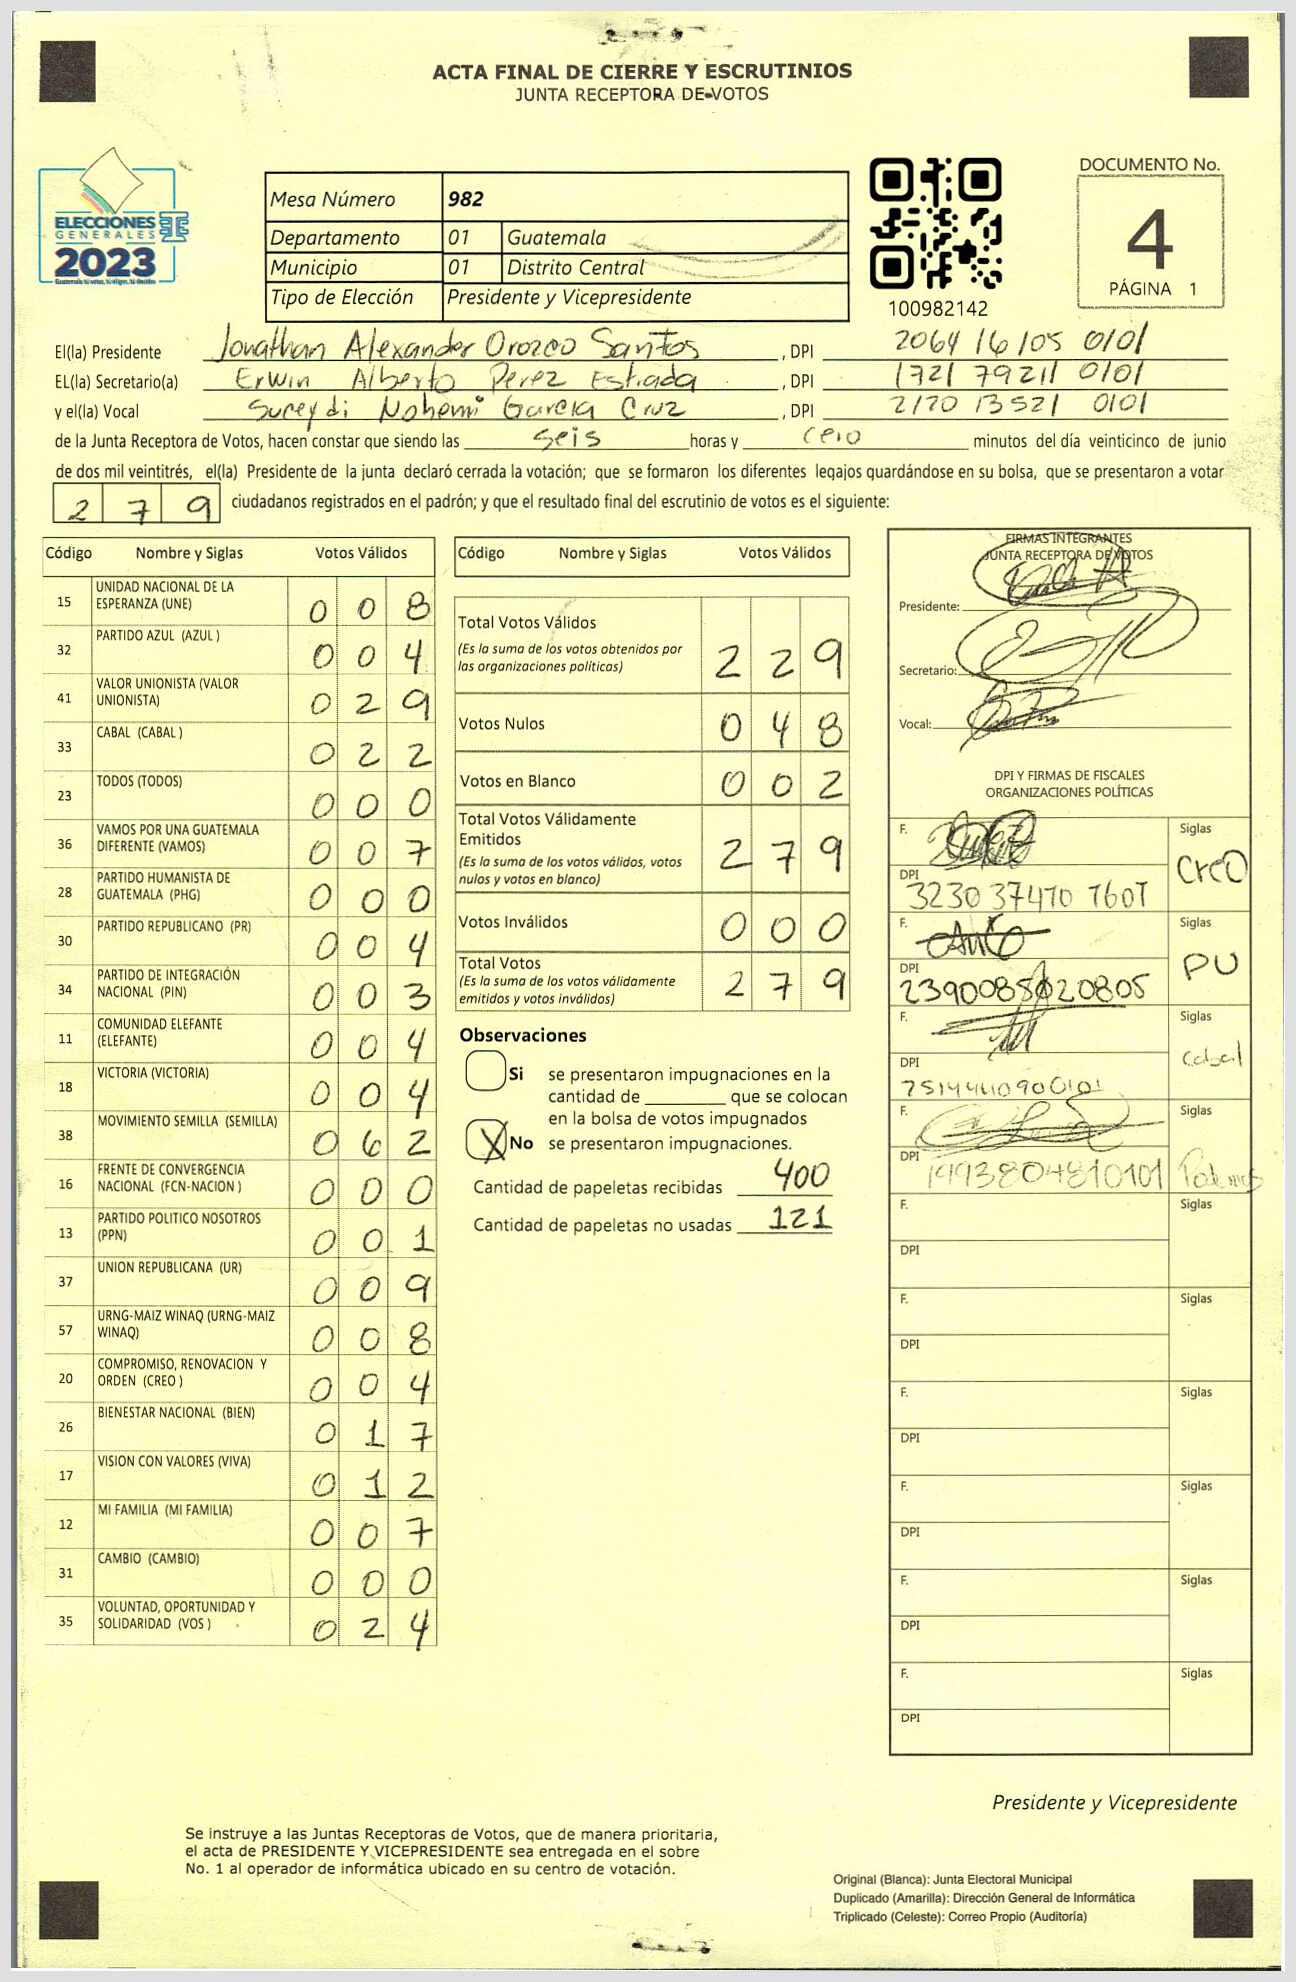 ACTA FINAL DE CIERRE Y ESCRUTINIOS
JUNTA RECEPTORA DE VOTOS
ELECCIONES
GENERALES
2023
Guatemala tú votas, tú eliges, tú decides
Mesa Número 982
Departamento 01 Guatemala
Municipio 01 Distrito Central
Tipo de Elección Presidente y Vicepresidente
100982142
DOCUMENTO No.
4
PÁGINA 1
El(la) Presidente Jonathan Alexander Orozco Santos, DPI 2064 16105 0101
EL(la) Secretario(a) Erwin Alberto Perez Estrada, DPI 1721 79211 0101
y el(la) Vocal Sureydi Nohemi Garcia Cruz, DPI 2170 13521 0101
de la Junta Receptora de Votos, hacen constar que siendo las seis horas y cero minutos del día veinticinco de junio
de dos mil veintitrés, el(la) Presidente de la junta declaró cerrada la votación; que se formaron los diferentes legajos guardándose en su bolsa, que se presentaron a votar
2 7 9 ciudadanos registrados en el padrón; y que el resultado final del escrutinio de votos es el siguiente:
Código Nombre y Siglas Votos Válidos
15 UNIDAD NACIONAL DE LA ESPERANZA (UNE) 0 0 8
32 PARTIDO AZUL (AZUL ) 0 0 4
41 VALOR UNIONISTA (VALOR UNIONISTA) 0 2 9
33 CABAL (CABAL ) 0 2 2
23 TODOS (TODOS) 0 0 0
36 VAMOS POR UNA GUATEMALA DIFERENTE (VAMOS) 0 0 7
28 PARTIDO HUMANISTA DE GUATEMALA (PHG) 0 0 0
30 PARTIDO REPUBLICANO (PR) 0 0 4
34 PARTIDO DE INTEGRACIÓN NACIONAL (PIN) 0 0 3
11 COMUNIDAD ELEFANTE (ELEFANTE) 0 0 4
18 VICTORIA (VICTORIA) 0 0 4
38 MOVIMIENTO SEMILLA (SEMILLA) 0 6 2
16 FRENTE DE CONVERGENCIA NACIONAL (FCN-NACION ) 0 0 0
13 PARTIDO POLITICO NOSOTROS (PPN) 0 0 1
37 UNION REPUBLICANA (UR) 0 0 9
57 URNG-MAIZ WINAQ (URNG-MAIZ WINAQ) 0 0 8
20 COMPROMISO, RENOVACION Y ORDEN (CREO ) 0 0 4
26 BIENESTAR NACIONAL (BIEN) 0 1 7
17 VISION CON VALORES (VIVA) 0 1 2
12 MI FAMILIA (MI FAMILIA) 0 0 7
31 CAMBIO (CAMBIO) 0 0 0
35 VOLUNTAD, OPORTUNIDAD Y SOLIDARIDAD (VOS ) 0 2 4
Código Nombre y Siglas Votos Válidos
Total Votos Válidos
(Es la suma de los votos obtenidos por
las organizaciones políticas) 2 2 9
Votos Nulos 0 4 8
Votos en Blanco 0 0 2
Total Votos Válidamente
Emitidos
(Es la suma de los votos válidos, votos
nulos y votos en blanco) 2 7 9
Votos Inválidos 0 0 0
Total Votos
(Es la suma de los votos válidamente
emitidos y votos inválidos) 2 7 9
Observaciones
Si se presentaron impugnaciones en la
cantidad de ________ que se colocan
en la bolsa de votos impugnados
X No se presentaron impugnaciones.
Cantidad de papeletas recibidas 400
Cantidad de papeletas no usadas 121
FIRMAS INTEGRANTES
JUNTA RECEPTORA DE VOTOS
Presidente:
Secretario:
Vocal:
DPI Y FIRMAS DE FISCALES
ORGANIZACIONES POLÍTICAS
F. Siglas
CREO
DPI
3230 37470 1601
F. Siglas
PU
DPI
F. Siglas
Cabal
DPI
F. Siglas
DPI
1993804810101
F. Siglas
DPI
F. Siglas
DPI
F. Siglas
DPI
F. Siglas
DPI
F. Siglas
DPI
F. Siglas
DPI
Presidente y Vicepresidente
Se instruye a las Juntas Receptoras de Votos, que de manera prioritaria,
el acta de PRESIDENTE Y VICEPRESIDENTE sea entregada en el sobre
No. 1 al operador de informática ubicado en su centro de votación.
Original (Blanca): Junta Electoral Municipal
Duplicado (Amarilla): Dirección General de Informática
Triplicado (Celeste): Correo Propio (Auditoría)